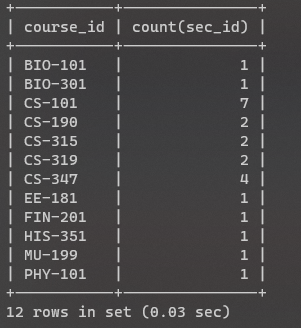 +-----------+---------------+
| course_id | count(sec_id) |
+-----------+---------------+
| BIO-101   |             1 |
| BIO-301   |             1 |
| CS-101    |             7 |
| CS-190    |             2 |
| CS-315    |             2 |
| CS-319    |             2 |
| CS-347    |             4 |
| EE-181    |             1 |
| FIN-201   |             1 |
| HIS-351   |             1 |
| MU-199    |             1 |
| PHY-101   |             1 |
+-----------+---------------+
12 rows in set (0.03 sec)